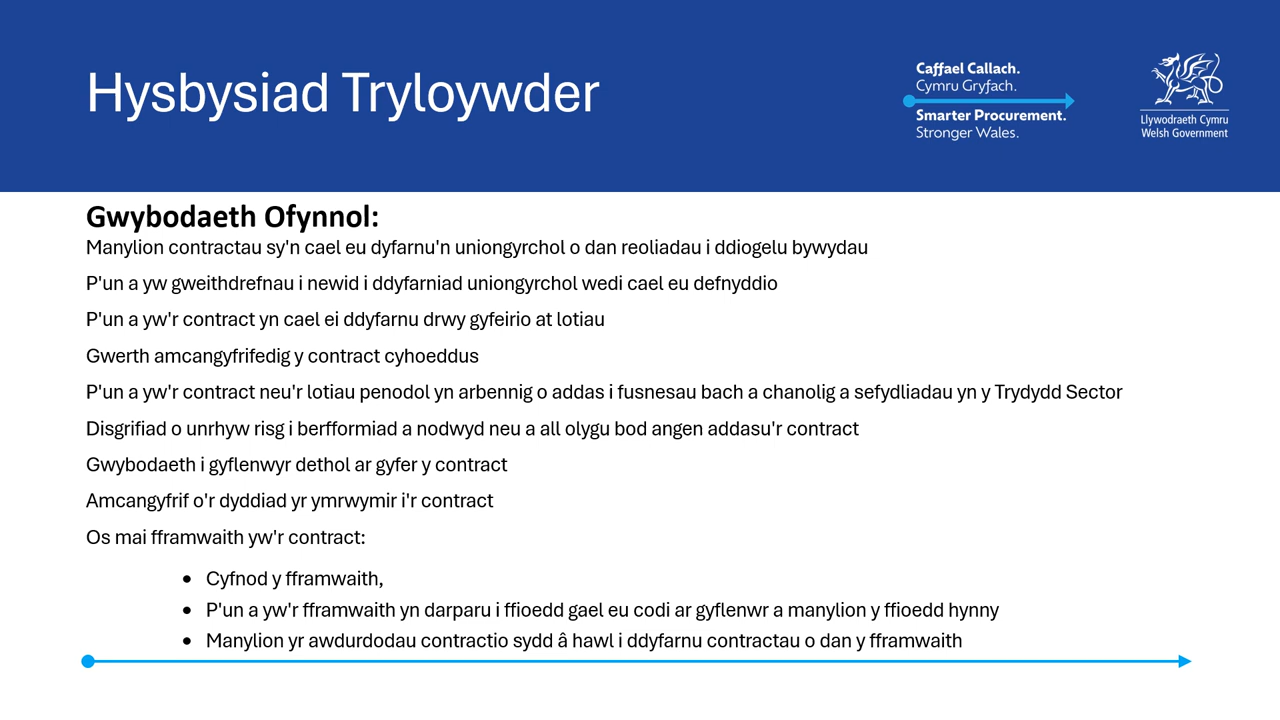 Hysbysiad Tryloywder
Caffael Callach.
Cymru Gryfach.
Smarter Procurement.
Stronger Wales.
Llywodraeth Cymru
Welsh Government
Gwybodaeth Ofynnol:
Manylion contractau sy'n cael eu dyfarnu'n uniongyrchol o dan reoliadau i ddiogelu bywydau
P'un a yw gweithdrefnau i newid i ddyfarniad uniongyrchol wedi cael eu defnyddio
P'un a yw'r contract yn cael ei ddyfarnu drwy gyfeirio at lotiau
Gwerth amcangyfrifedig y contract cyhoeddus
P'un a yw'r contract neu'r lotiau penodol yn arbennig o addas i fusnesau bach a chanolig a sefydliadau yn y Trydydd Sector
Disgrifiad o unrhyw risg i berfformiad a nodwyd neu a all olygu bod angen addasu'r contract
Gwybodaeth i gyflenwyr dethol ar gyfer y contract
Amcangyfrif o'r dyddiad yr ymrwymir i'r contract
Os mai fframwaith yw'r contract:
• Cyfnod y fframwaith,
• P'un a yw'r fframwaith yn darparu i ffioedd gael eu codi ar gyflenwr a manylion y ffioedd hynny
• Manylion yr awdurdodau contractio sydd â hawl i ddyfarnu contractau o dan y fframwaith